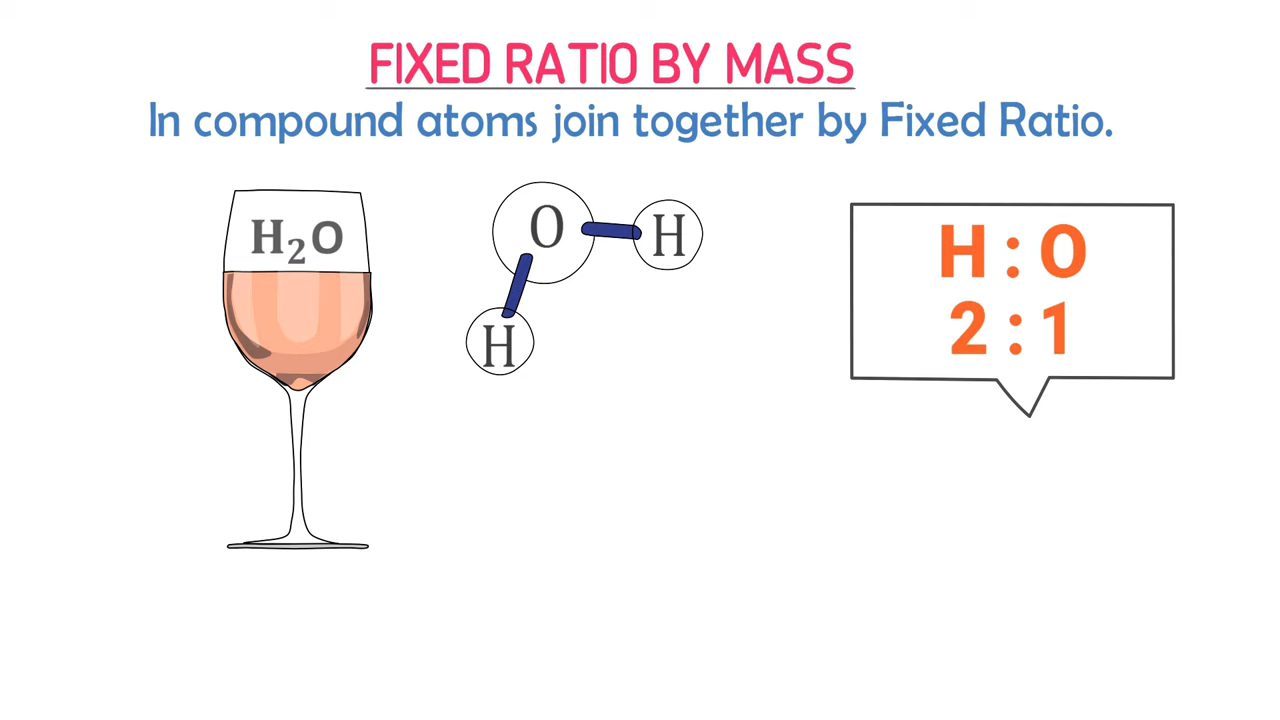 FIXED RATIO BY MASS
In compound atoms join together by Fixed Ratio.
H₂O
O
H
H
H : O
2 : 1